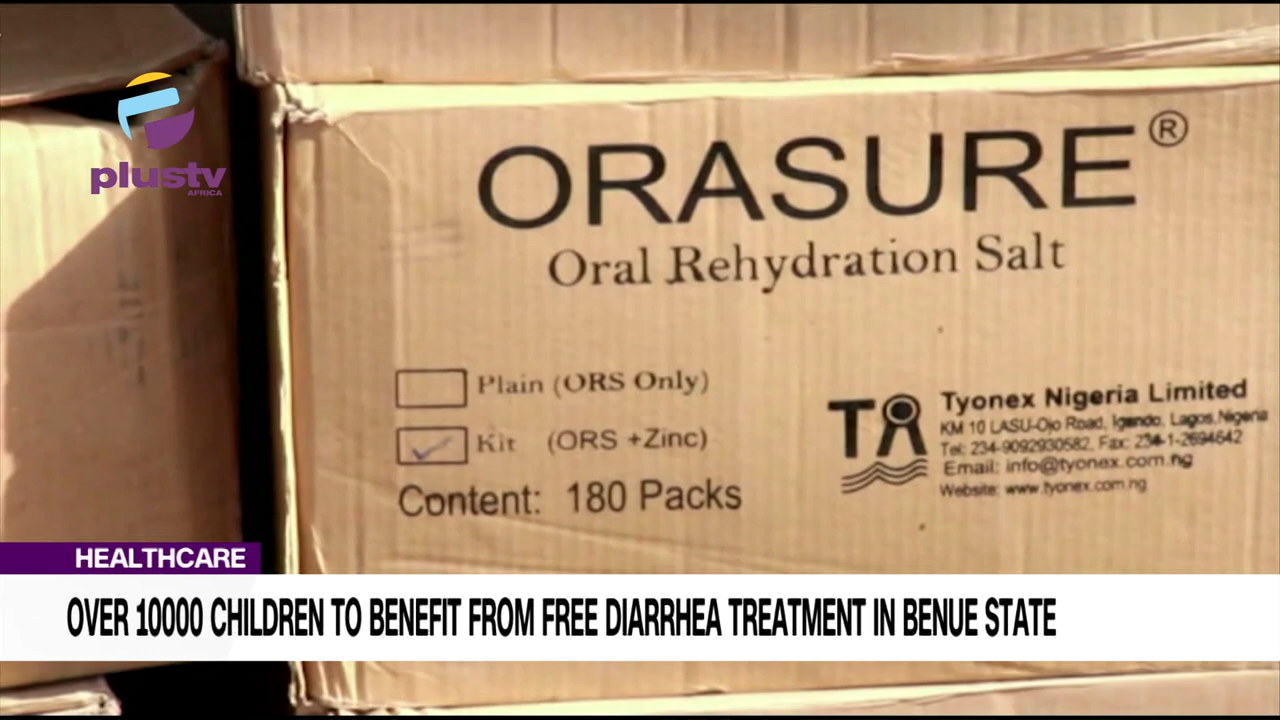 plustv
AFRICA
ORASURE®
Oral Rehydration Salt
Plain (ORS Only)
Kit (ORS +Zinc)
Content: 180 Packs
TA
Tyonex Nigeria Limited
KM 10 LASU-Ojo Road, Igando, Lagos, Nigeria
Tel: 234-9092930582, Fax: 234-1-2694642
Email: info@tyonex.com.ng
Website: www.tyonex.com.ng
HEALTHCARE
OVER 10000 CHILDREN TO BENEFIT FROM FREE DIARRHEA TREATMENT IN BENUE STATE